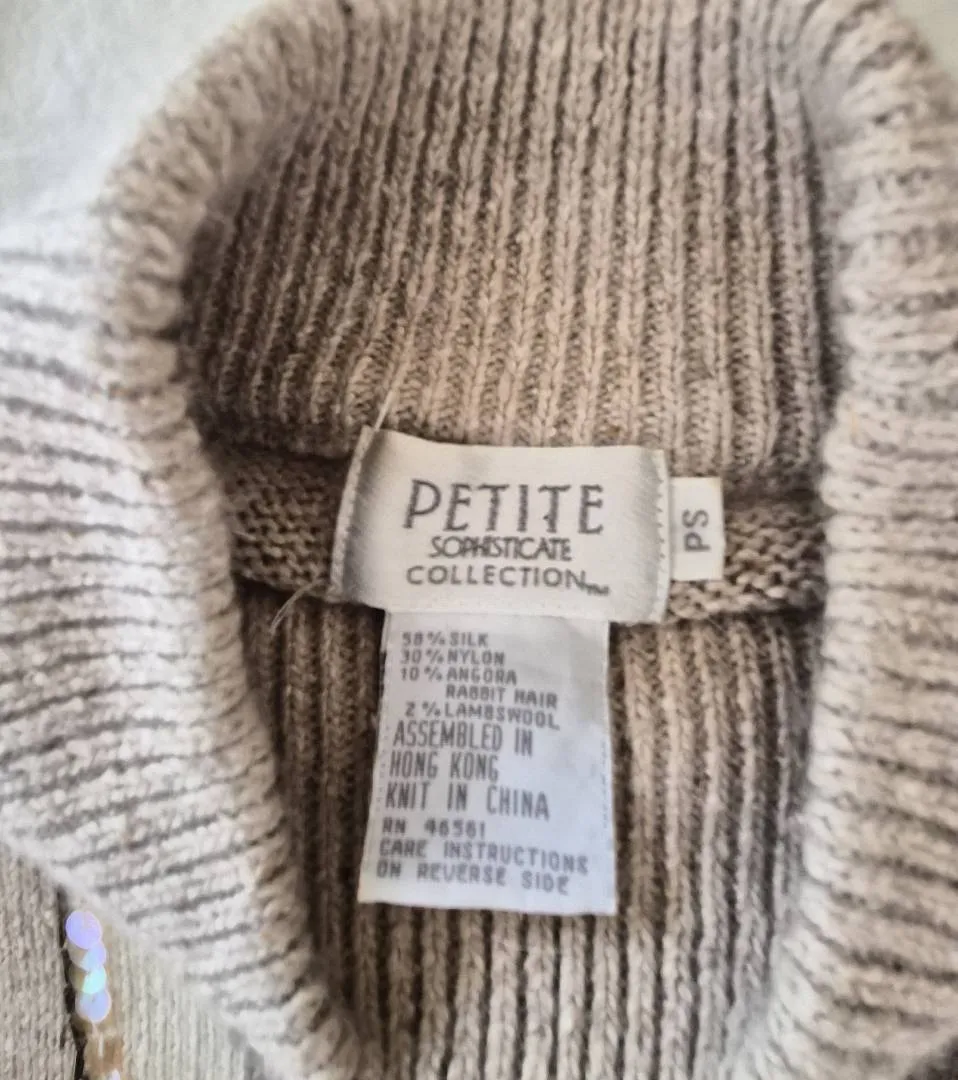 PETITE
SOPHISTICATE
COLLECTION™
PS
58% SILK
30% NYLON
10% ANGORA
RABBIT HAIR
2% LAMBSWOOL
ASSEMBLED IN
HONG KONG
KNIT IN CHINA
RN 46561
CARE INSTRUCTIONS
ON REVERSE SIDE